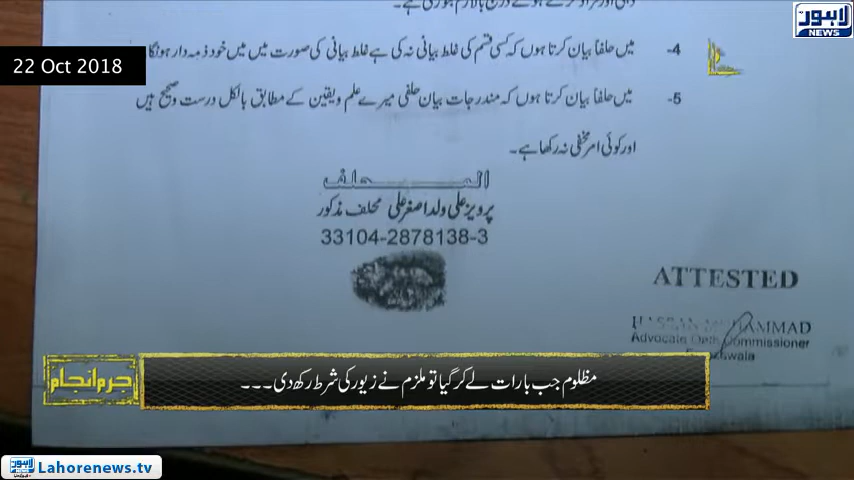 لاہور
NEWS
22 Oct 2018
4- میں حلفاً بیان کرتا ہوں کہ کسی قسم کی غلط بیانی نہ کی ہے غلط بیانی کی صورت میں میں خود ذمہ دار ہونگا
5- میں حلفاً بیان کرتا ہوں کہ مندرجات بیان حلفی میرے علم ویقین کے مطابق بالکل درست وصحیح ہیں
اور کوئی امر مخفی نہ رکھا ہے۔
المحلف
پرویز علی ولد اصغر علی محلف مذکور
33104-2878138-3
ATTESTED
MUHAMMAD
Advocate Oath Commissioner
جرم انجام
مظلوم جب بارات لے کر گیا تو ملزم نے زیور کی شرط رکھ دی۔۔۔
لاہور Lahorenews.tv